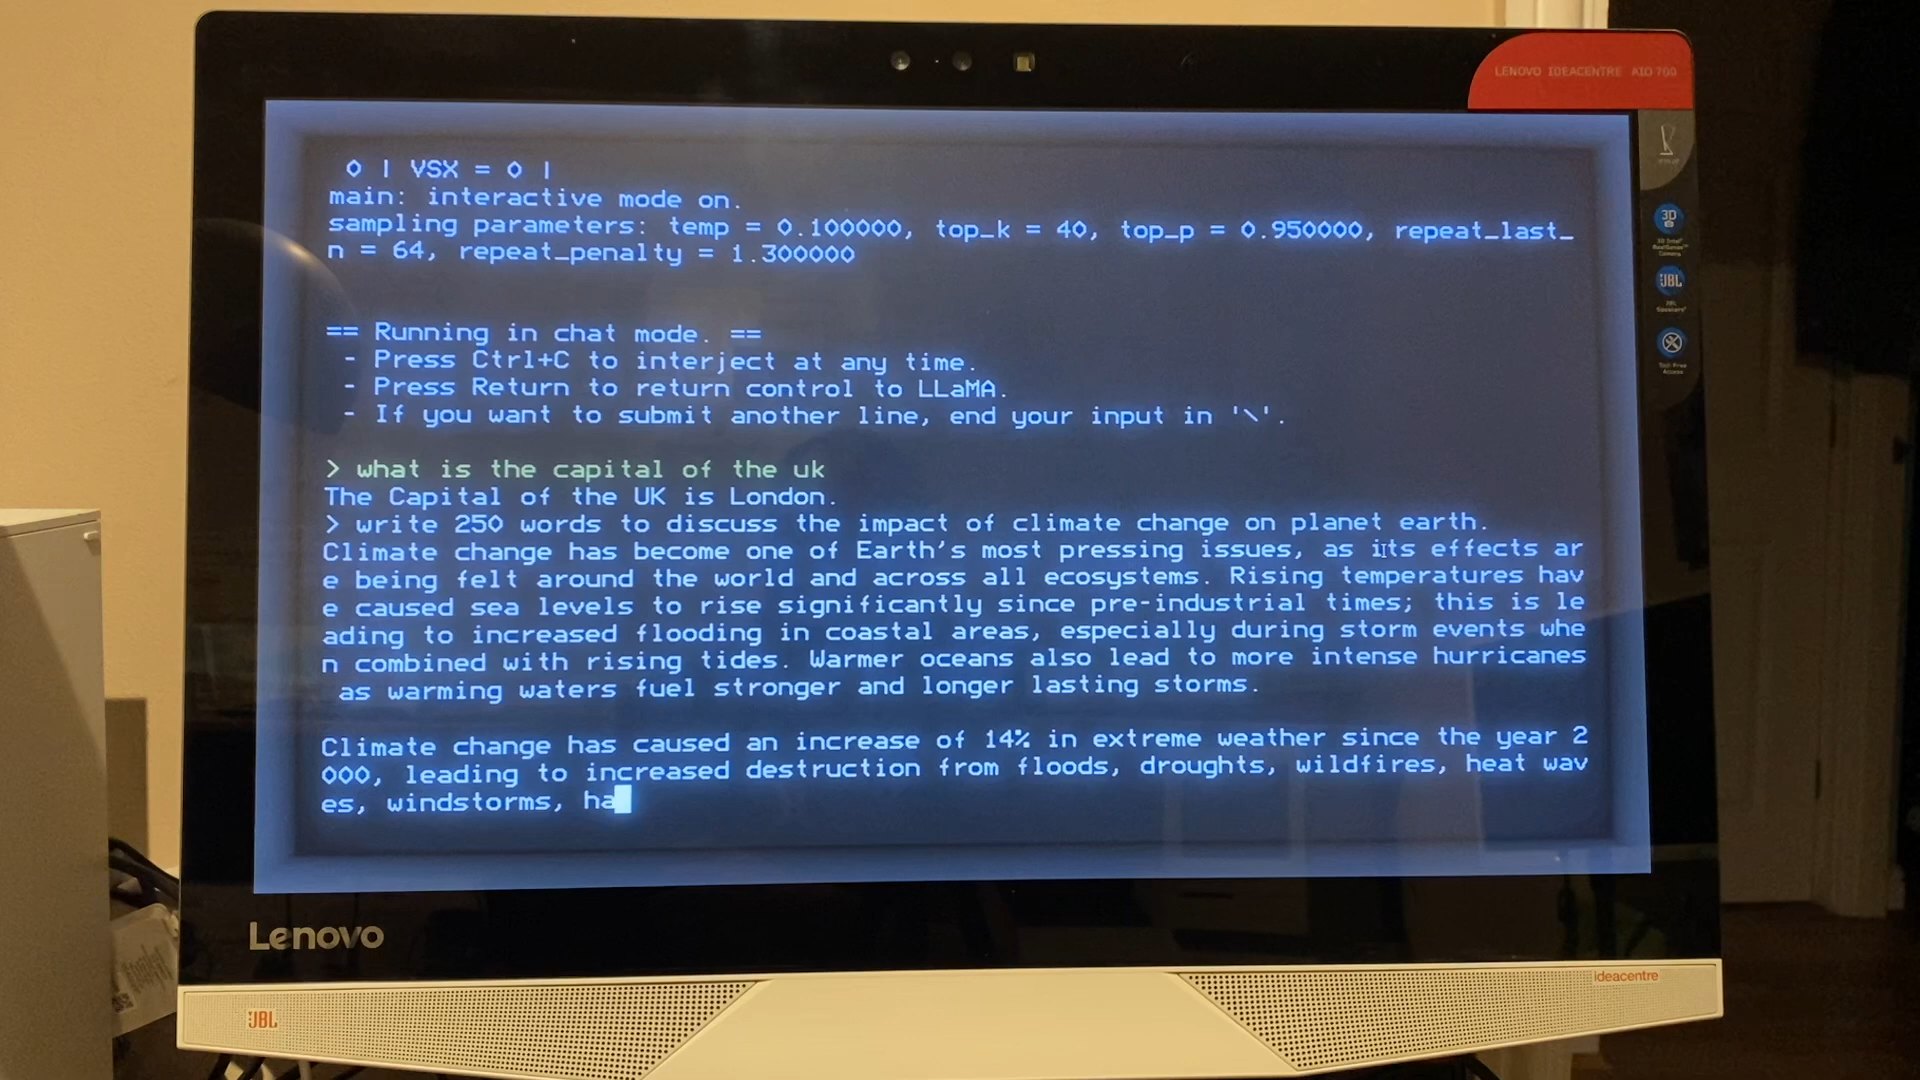 LENOVO IDEACENTRE AIO 700
0 | VSX = 0 |
main: interactive mode on.
sampling parameters: temp = 0.100000, top_k = 40, top_p = 0.950000, repeat_last_
n = 64, repeat_penalty = 1.300000
== Running in chat mode. ==
- Press Ctrl+C to interject at any time.
- Press Return to return control to LLaMA.
- If you want to submit another line, end your input in '\'.
> what is the capital of the uk
The Capital of the UK is London.
> write 250 words to discuss the impact of climate change on planet earth.
Climate change has become one of Earth's most pressing issues, as its effects ar
e being felt around the world and across all ecosystems. Rising temperatures hav
e caused sea levels to rise significantly since pre-industrial times; this is le
ading to increased flooding in coastal areas, especially during storm events whe
n combined with rising tides. Warmer oceans also lead to more intense hurricanes
as warming waters fuel stronger and longer lasting storms.
Climate change has caused an increase of 14% in extreme weather since the year 2
000, leading to increased destruction from floods, droughts, wildfires, heat wav
es, windstorms, ha
3D
JBL
Lenovo
ideacentre
JBL